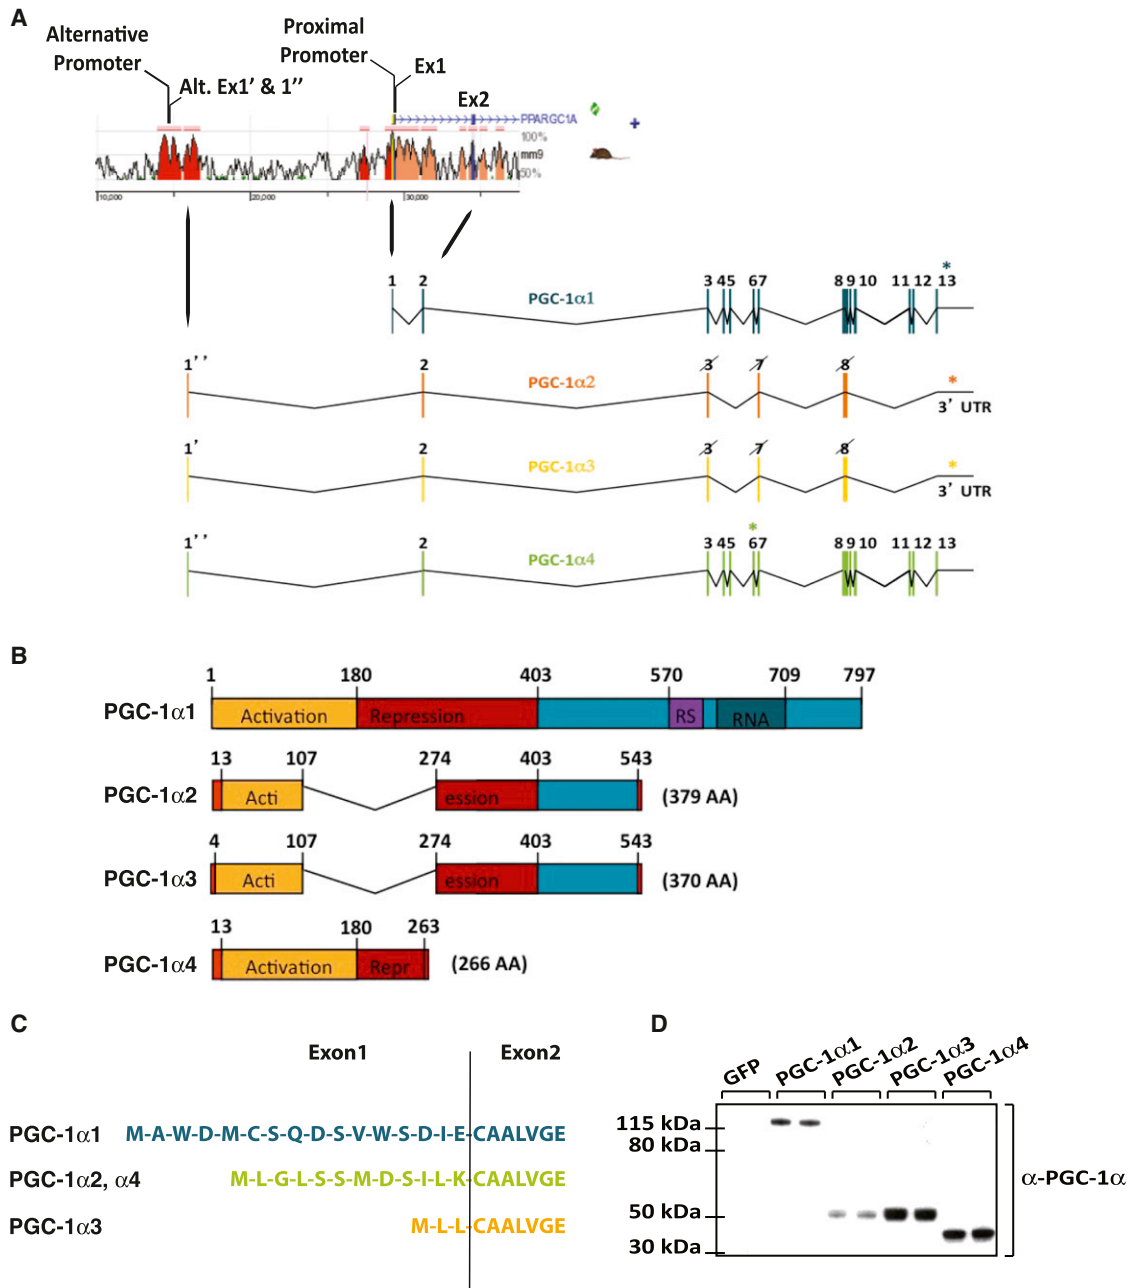 A
Alternative
Promoter
Alt. Ex1' & 1''
Proximal
Promoter
Ex1
Ex2
PPARGC1A
100%
mm9
50%
10,000
20,000
30,000
1 2 PGC-1α1 3 4 5 6 7 8 9 10 11 12 13 *
1'' 2 PGC-1α2 3 7 8 *
3' UTR
1' 2 PGC-1α3 3 7 8 *
3' UTR
1'' 2 PGC-1α4 3 4 5 * 6 7 8 9 10 11 12 13
B
1 180 403 570 709 797
PGC-1α1 Activation Repression RS RNA
13 107 274 403 543
PGC-1α2 Acti ession (379 AA)
4 107 274 403 543
PGC-1α3 Acti ession (370 AA)
13 180 263
PGC-1α4 Activation Repr (266 AA)
C
Exon1 Exon2
PGC-1α1 M-A-W-D-M-C-S-Q-D-S-V-W-S-D-I-E-CAALVGE
PGC-1α2, α4 M-L-G-L-S-S-M-D-S-I-L-K-CAALVGE
PGC-1α3 M-L-L-CAALVGE
D
GFP PGC-1α1 PGC-1α2 PGC-1α3 PGC-1α4
115 kDa
80 kDa
50 kDa
30 kDa
α-PGC-1α